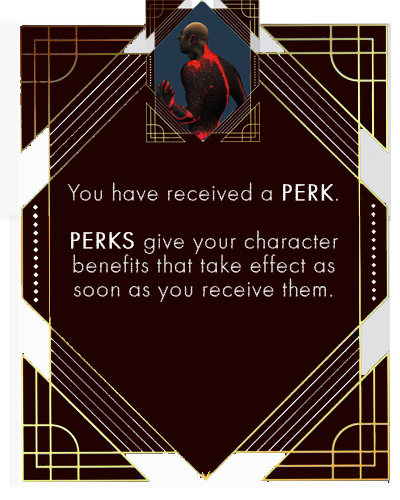 You have received a PERK.
PERKS give your character
benefits that take effect as
soon as you receive them.